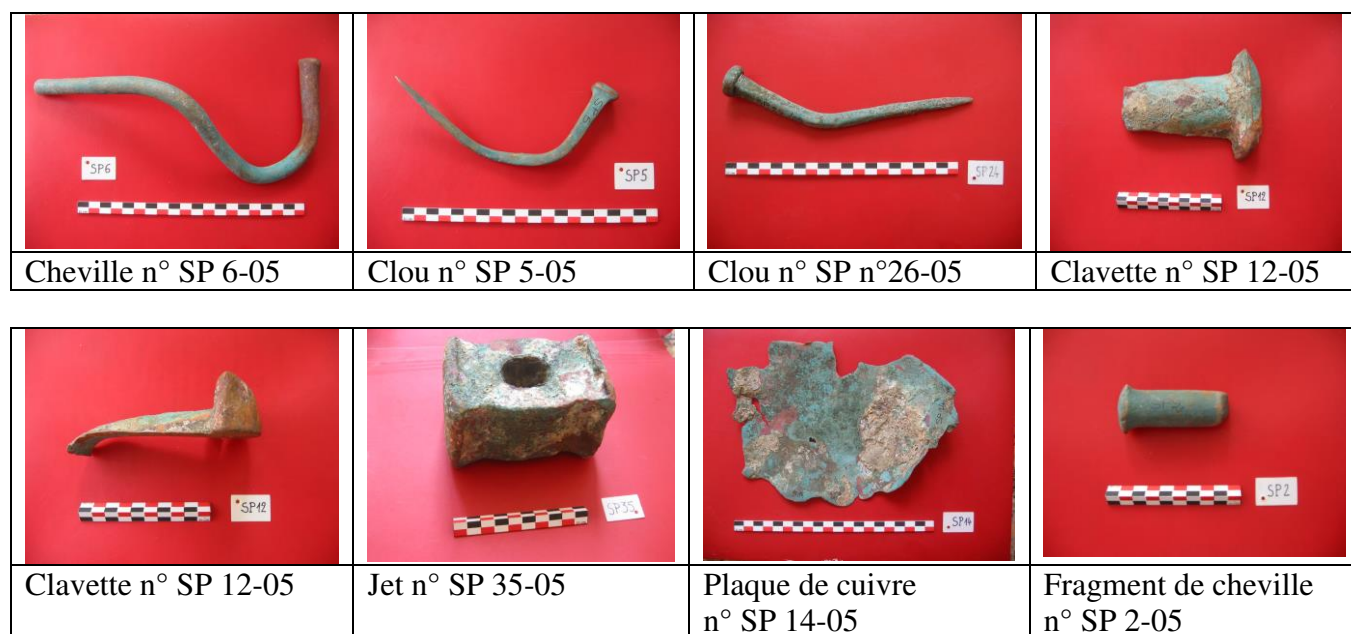 SP6
SP5
SP5
SP26
SP12
Cheville n° SP 6-05
Clou n° SP 5-05
Clou n° SP n°26-05
Clavette n° SP 12-05
SP12
SP35
SP14
SP2
Clavette n° SP 12-05
Jet n° SP 35-05
Plaque de cuivre
n° SP 14-05
Fragment de cheville
n° SP 2-05